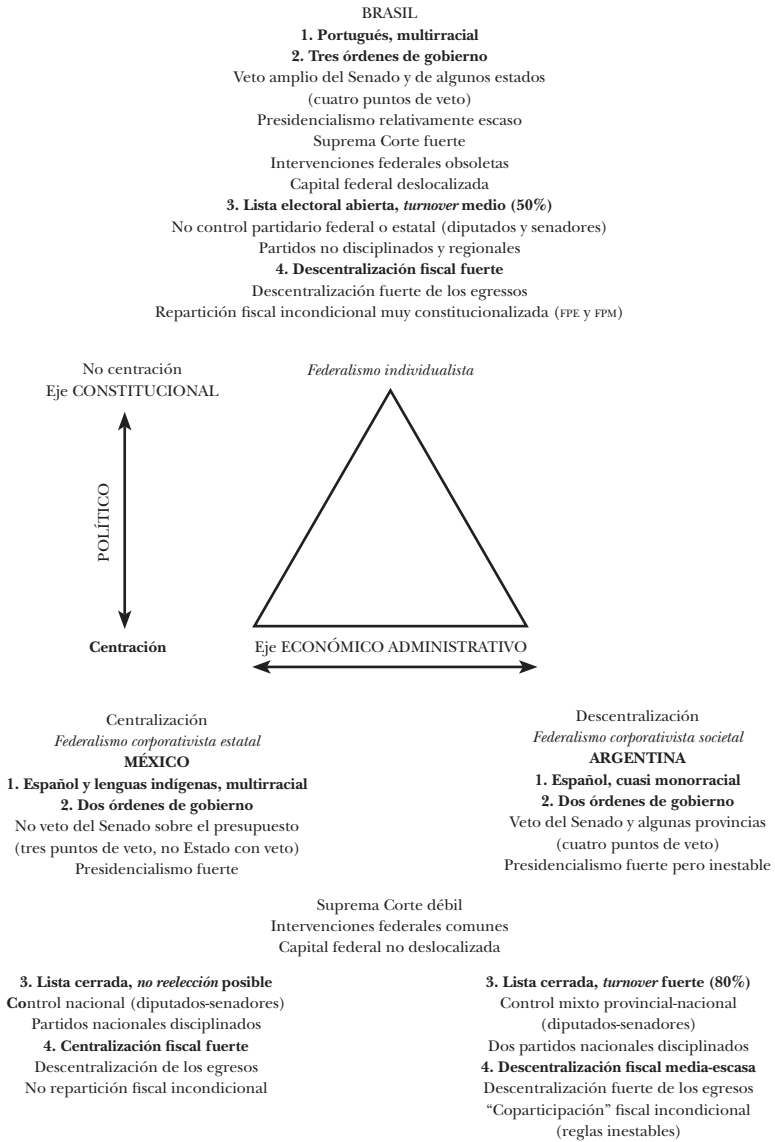 BRASIL
1. Portugués, multirracial
2. Tres órdenes de gobierno
Veto amplio del Senado y de algunos estados
(cuatro puntos de veto)
Presidencialismo relativamente escaso
Suprema Corte fuerte
Intervenciones federales obsoletas
Capital federal deslocalizada
3. Lista electoral abierta, turnover medio (50%)
No control partidario federal o estatal (diputados y senadores)
Partidos no disciplinados y regionales
4. Descentralización fiscal fuerte
Descentralización fuerte de los egressos
Repartición fiscal incondicional muy constitucionalizada (FPE y FPM)
No centración
Eje CONSTITUCIONAL
Federalismo individualista
POLÍTICO
Centración
Eje ECONÓMICO ADMINISTRATIVO
Centralización
Federalismo corporativista estatal
MÉXICO
1. Español y lenguas indígenas, multirracial
2. Dos órdenes de gobierno
No veto del Senado sobre el presupuesto
(tres puntos de veto, no Estado con veto)
Presidencialismo fuerte
Descentralización
Federalismo corporativista societal
ARGENTINA
1. Español, cuasi monorracial
2. Dos órdenes de gobierno
Veto del Senado y algunas provincias
(cuatro puntos de veto)
Presidencialismo fuerte pero inestable
Suprema Corte débil
Intervenciones federales comunes
Capital federal no deslocalizada
3. Lista cerrada, no reelección posible
Control nacional (diputados-senadores)
Partidos nacionales disciplinados
4. Centralización fiscal fuerte
Descentralización de los egresos
No repartición fiscal incondicional
3. Lista cerrada, turnover fuerte (80%)
Control mixto provincial-nacional
(diputados-senadores)
Dos partidos nacionales disciplinados
4. Descentralización fiscal media-escasa
Descentralización fuerte de los egresos
“Coparticipación” fiscal incondicional
(reglas inestables)